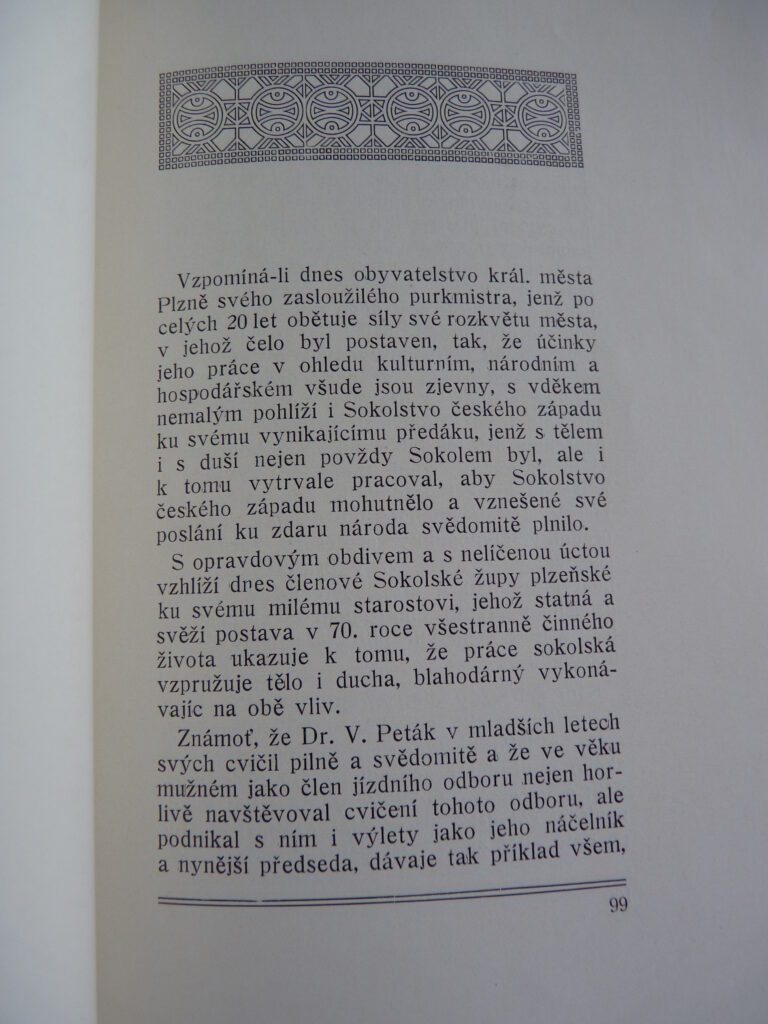 Vzpomíná-li dnes obyvatelstvo král. města
Plzně svého zasloužilého purkmistra, jenž po
celých 20 let obětuje síly své rozkvětu města,
v jehož čelo byl postaven, tak, že účinky
jeho práce v ohledu kulturním, národním a
hospodářském všude jsou zjevny, s vděkem
nemalým pohlíží i Sokolstvo českého západu
ku svému vynikajícímu předáku, jenž s tělem
i s duší nejen povždy Sokolem byl, ale i
k tomu vytrvale pracoval, aby Sokolstvo
českého západu mohutnělo a vznešené své
poslání ku zdaru národa svědomitě plnilo.
S opravdovým obdivem a s nelíčenou úctou
vzhlíží dnes členové Sokolské župy plzeňské
ku svému milému starostovi, jehož statná a
svěží postava v 70. roce všestranně činného
života ukazuje k tomu, že práce sokolská
vzpružuje tělo i ducha, blahodárný vykoná-
vajíc na obě vliv.
Známoť, že Dr. V. Peták v mladších letech
svých cvičil pilně a svědomitě a že ve věku
mužném jako člen jízdního odboru nejen hor-
livě navštěvoval cvičení tohoto odboru, ale
podnikal s ním i výlety jako jeho náčelník
a nynější předseda, dávaje tak příklad všem,
99